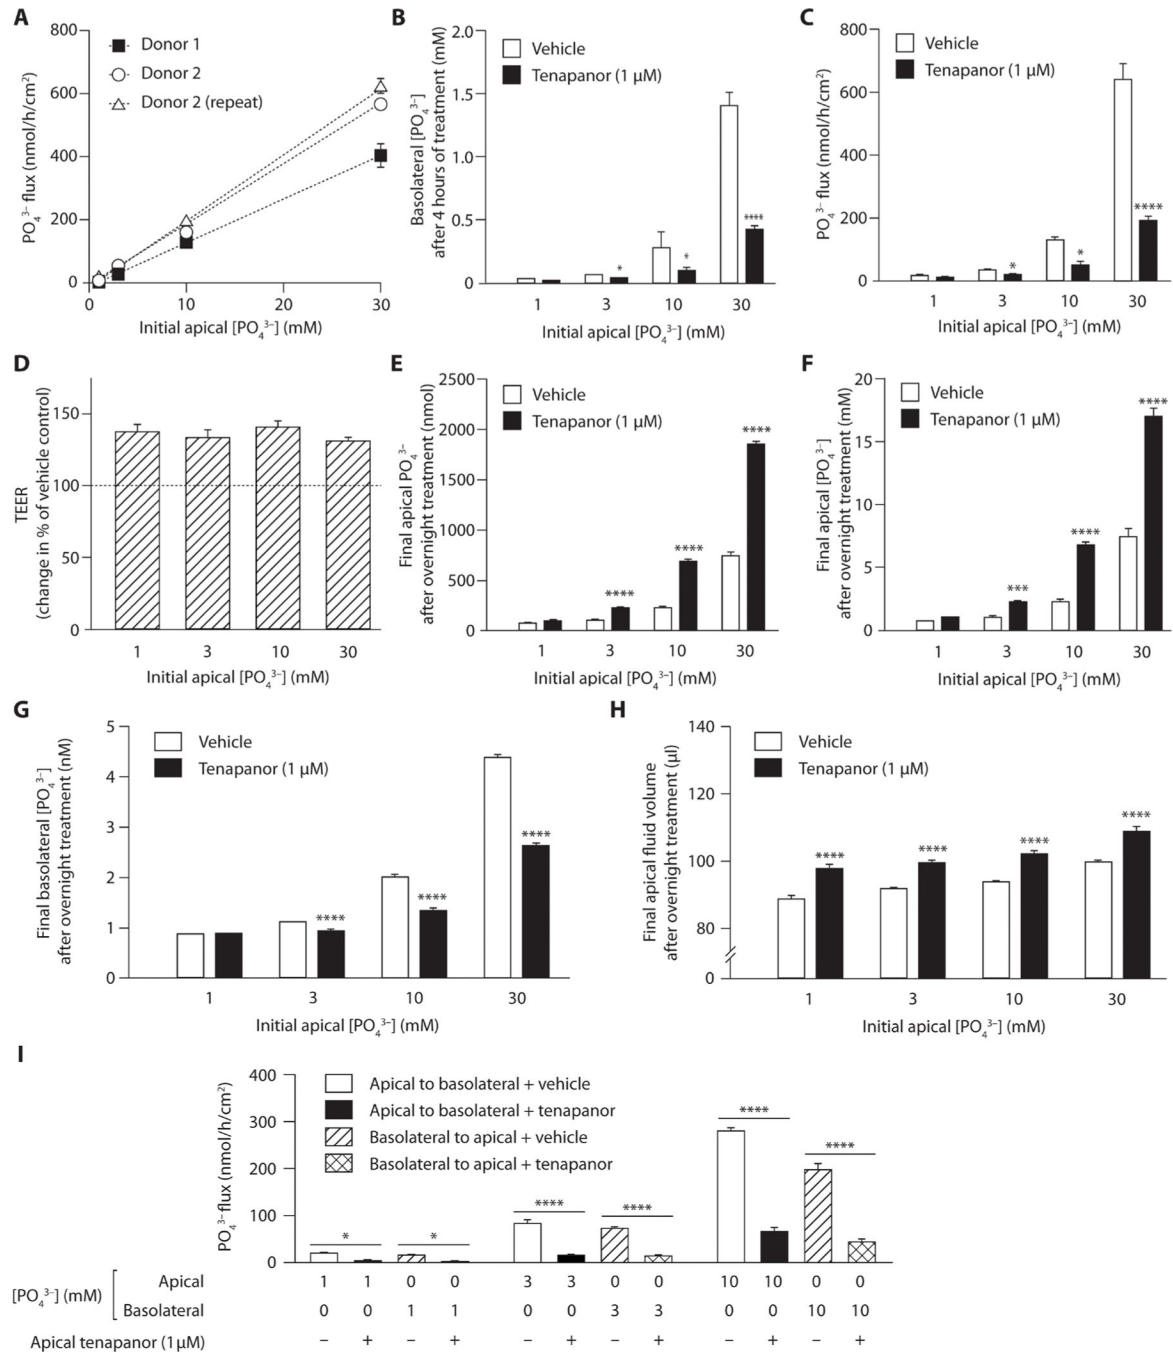 A
PO₄³⁻ flux (nmol/h/cm²)
800
600
400
200
0
Donor 1
Donor 2
Donor 2 (repeat)
0
10
20
30
Initial apical [PO₄³⁻] (mM)
B
Basolateral [PO₄³⁻]
after 4 hours of treatment (mM)
2.0
1.5
1.0
0.5
0
Vehicle
Tenapanor (1 µM)
*
*
****
1
3
10
30
Initial apical [PO₄³⁻] (mM)
C
PO₄³⁻ flux (nmol/h/cm²)
800
600
400
200
0
Vehicle
Tenapanor (1 µM)
*
*
****
1
3
10
30
Initial apical [PO₄³⁻] (mM)
D
TEER
(change in % of vehicle control)
150
100
50
0
1
3
10
30
Initial apical [PO₄³⁻] (mM)
E
Final apical PO₄³⁻
after overnight treatment (nmol)
2500
2000
1500
1000
500
0
Vehicle
Tenapanor (1 µM)
****
****
****
1
3
10
30
Initial apical [PO₄³⁻] (mM)
F
Final apical [PO₄³⁻]
after overnight treatment (mM)
20
15
10
5
0
Vehicle
Tenapanor (1 µM)
***
****
****
1
3
10
30
Initial apical [PO₄³⁻] (mM)
G
Final basolateral [PO₄³⁻]
after overnight treatment (nM)
5
4
3
2
1
0
Vehicle
Tenapanor (1 µM)
****
****
****
1
3
10
30
Initial apical [PO₄³⁻] (mM)
H
Final apical fluid volume
after overnight treatment (µl)
140
120
100
80
0
Vehicle
Tenapanor (1 µM)
****
****
****
****
1
3
10
30
Initial apical [PO₄³⁻] (mM)
I
PO₄³⁻ flux (nmol/h/cm²)
400
300
200
100
0
Apical to basolateral + vehicle
Apical to basolateral + tenapanor
Basolateral to apical + vehicle
Basolateral to apical + tenapanor
* * **** **** **** ****
[PO₄³⁻] (mM)
Apical 1 1 0 0 3 3 0 0 10 10 0 0
Basolateral 0 0 1 1 0 0 3 3 0 0 10 10
Apical tenapanor (1µM) – + – + – + – + – + – +